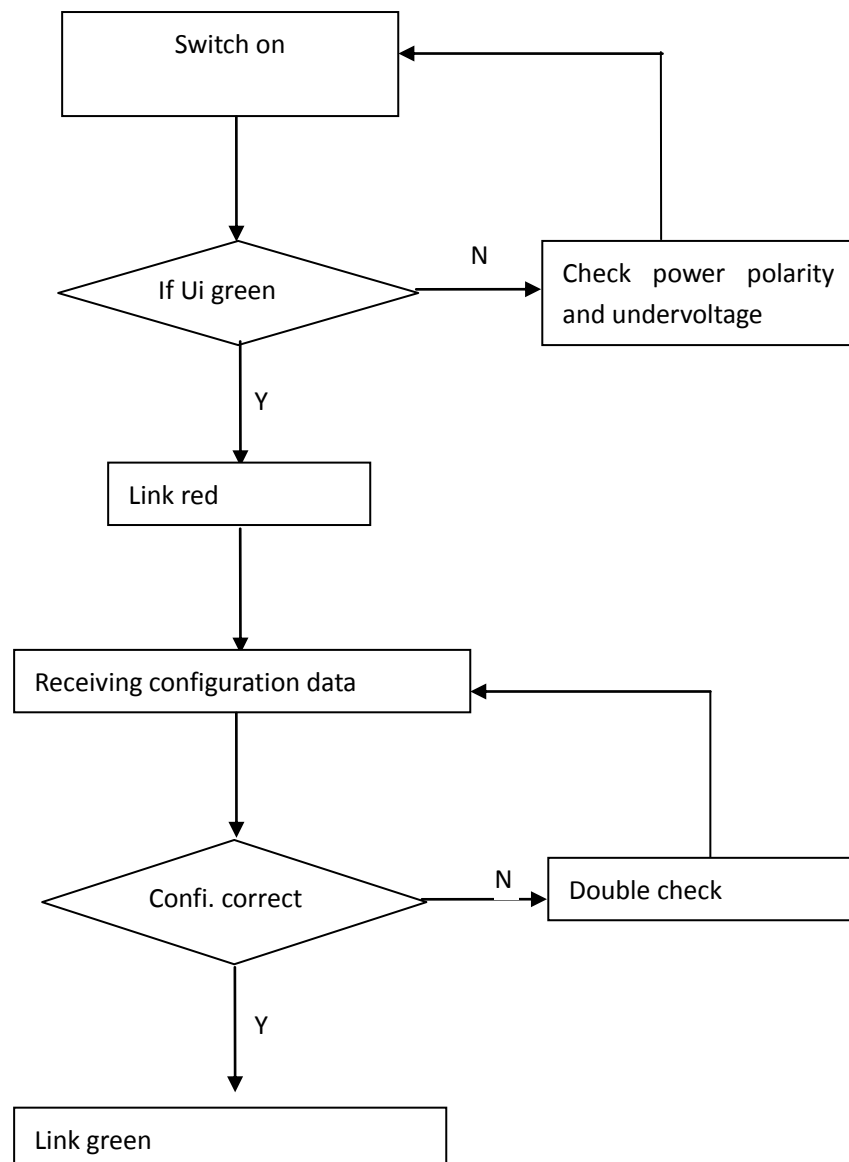 Switch on
N
If Ui green
Check power polarity
and undervoltage
Y
Link red
Receiving configuration data
N
Confi. correct
Double check
Y
Link green